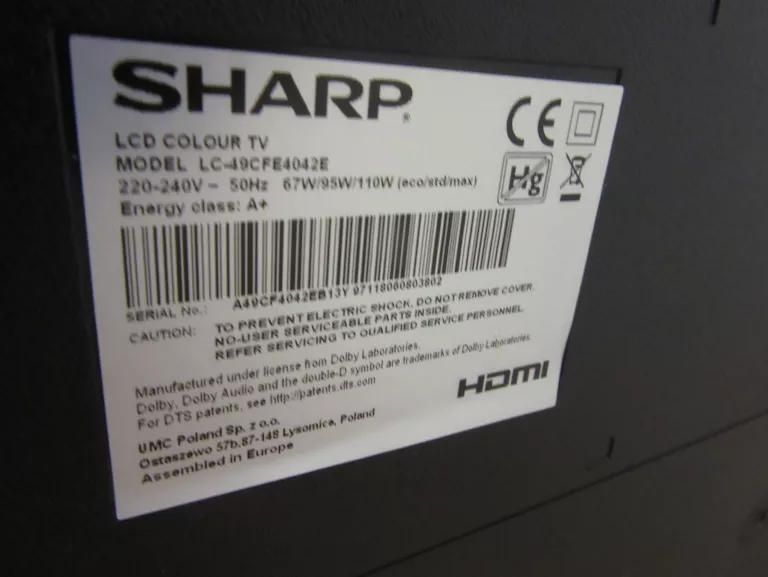 SHARP®
LCD COLOUR TV
MODEL LC-49CFE4042E
220-240V ~ 50Hz 67W/95W/110W (eco/std/max)
Energy class: A+
CE
Hg
SERIAL No.: A49CF4042EB13Y 97118060803802
CAUTION: TO PREVENT ELECTRIC SHOCK, DO NOT REMOVE COVER.
NO-USER SERVICEABLE PARTS INSIDE.
REFER SERVICING TO QUALIFIED SERVICE PERSONNEL.
Manufactured under license from Dolby Laboratories.
Dolby, Dolby Audio and the double-D symbol are trademarks of Dolby Laboratories.
For DTS patents, see http://patents.dts.com
HDMI
UMC Poland Sp. z o.o.
Ostaszewo 57b,87-148 Lysomice, Poland
Assembled in Europe